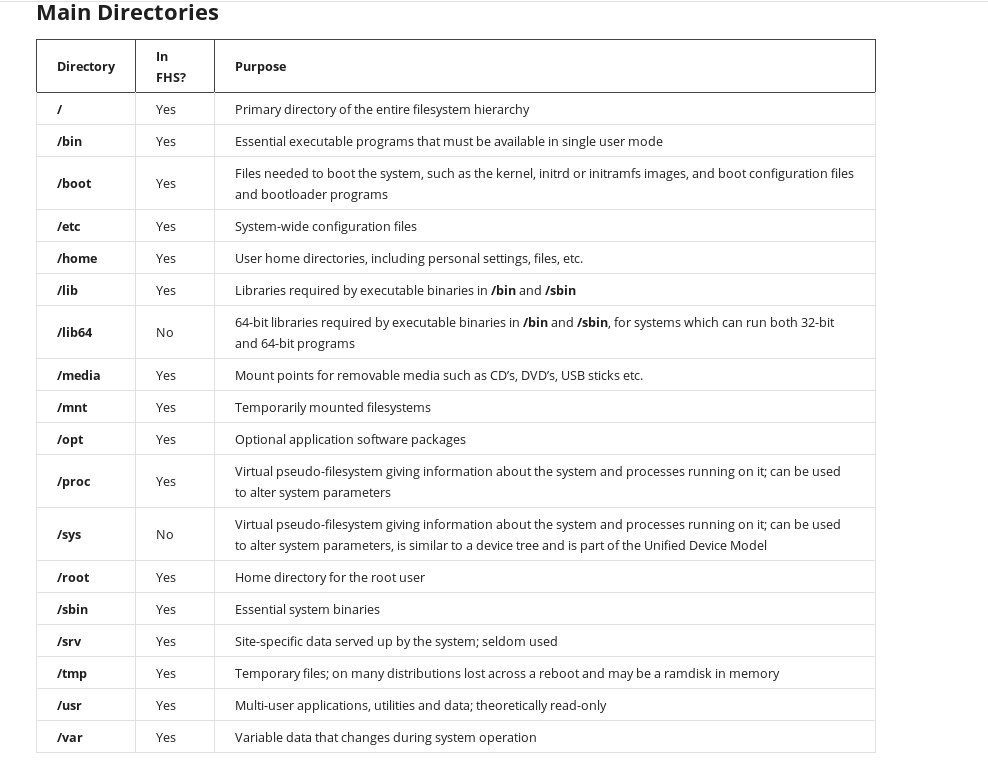 Main Directories
Directory
In
FHS?
Purpose
/
Yes
Primary directory of the entire filesystem hierarchy
/bin
Yes
Essential executable programs that must be available in single user mode
/boot
Yes
Files needed to boot the system, such as the kernel, initrd or initramfs images, and boot configuration files
and bootloader programs
/etc
Yes
System-wide configuration files
/home
Yes
User home directories, including personal settings, files, etc.
/lib
Yes
Libraries required by executable binaries in /bin and /sbin
/lib64
No
64-bit libraries required by executable binaries in /bin and /sbin, for systems which can run both 32-bit
and 64-bit programs
/media
Yes
Mount points for removable media such as CD’s, DVD’s, USB sticks etc.
/mnt
Yes
Temporarily mounted filesystems
/opt
Yes
Optional application software packages
/proc
Yes
Virtual pseudo-filesystem giving information about the system and processes running on it; can be used
to alter system parameters
/sys
No
Virtual pseudo-filesystem giving information about the system and processes running on it; can be used
to alter system parameters, is similar to a device tree and is part of the Unified Device Model
/root
Yes
Home directory for the root user
/sbin
Yes
Essential system binaries
/srv
Yes
Site-specific data served up by the system; seldom used
/tmp
Yes
Temporary files; on many distributions lost across a reboot and may be a ramdisk in memory
/usr
Yes
Multi-user applications, utilities and data; theoretically read-only
/var
Yes
Variable data that changes during system operation